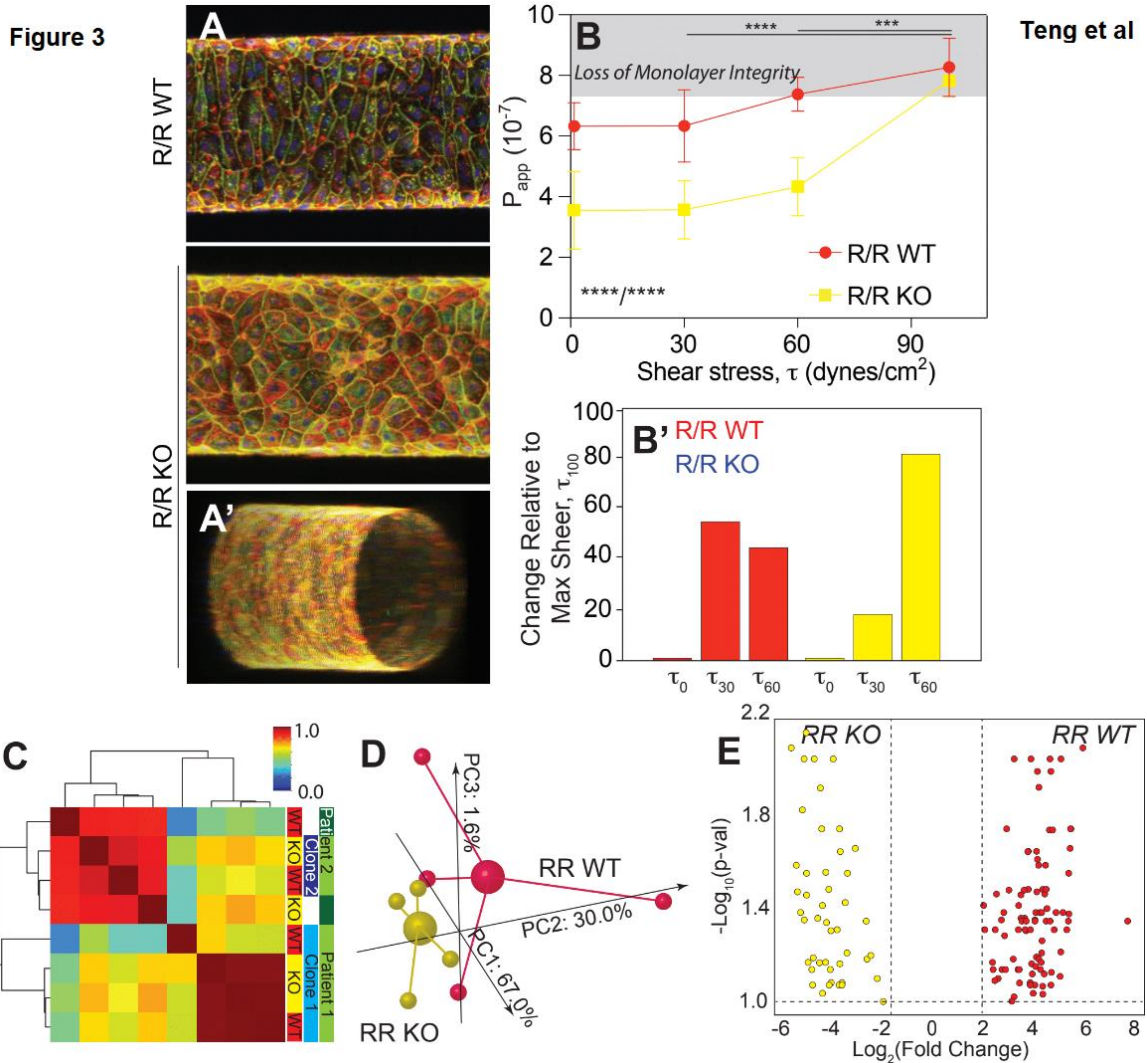 Figure 3
Teng et al
A
R/R WT
R/R KO
A'
B
Loss of Monolayer Integrity
****
***
P_app (10^-7)
10
8
6
4
2
0
R/R WT
R/R KO
****/****
0 30 60 90
Shear stress, τ (dynes/cm²)
B'
R/R WT
R/R KO
Change Relative to
Max Sheer, τ_100
100
80
60
40
20
0
τ_0 τ_30 τ_60 τ_0 τ_30 τ_60
C
1.0
0.0
WT
KO
WT
KO
WT
KO
WT
Clone 2
Clone 1
Patient 2
Patient 1
D
PC3: 1.6%
RR WT
PC2: 30.0%
PC1: 67.0%
RR KO
E
RR KO
RR WT
-Log₁₀(p-val)
2.2
1.8
1.4
1.0
-6 -4 -2 0 2 4 6 8
Log₂(Fold Change)